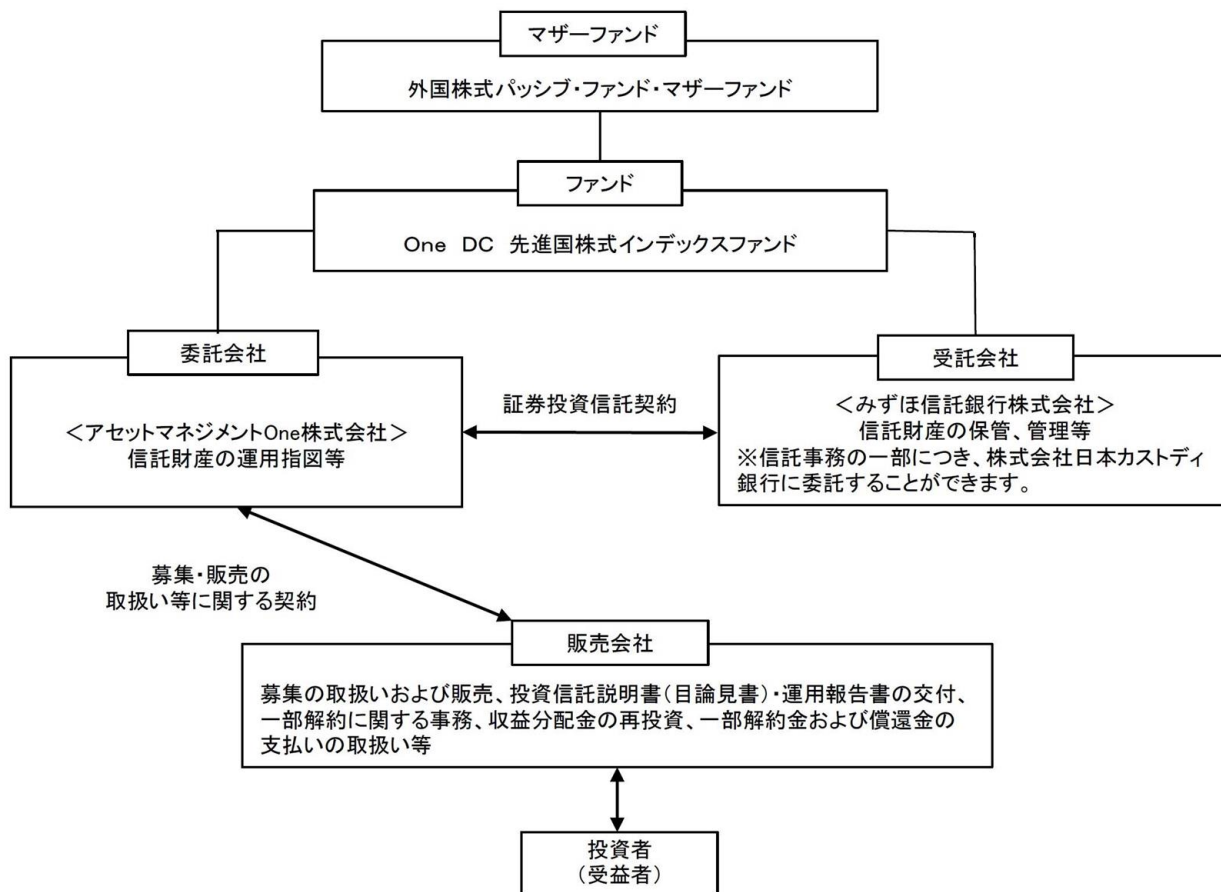 マザーファンド
外国株式パッシブ・ファンド・マザーファンド
ファンド
One DC 先進国株式インデックスファンド
委託会社
<アセットマネジメントOne株式会社>
信託財産の運用指図等
証券投資信託契約
受託会社
<みずほ信託銀行株式会社>
信託財産の保管、管理等
※信託事務の一部につき、株式会社日本カストディ
銀行に委託することができます。
募集・販売の
取扱い等に関する契約
販売会社
募集の取扱いおよび販売、投資信託説明書(目論見書)・運用報告書の交付、
一部解約に関する事務、収益分配金の再投資、一部解約金および償還金の
支払いの取扱い等
投資者
(受益者)